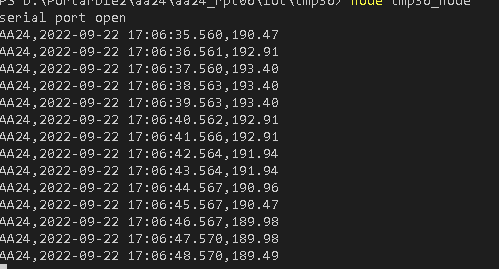 PS D:\Portable2\aa24\aa24_rpt06\iot\tmp36> node tmp36_node
serial port open
AA24,2022-09-22 17:06:35.560,190.47
AA24,2022-09-22 17:06:36.561,192.91
AA24,2022-09-22 17:06:37.560,193.40
AA24,2022-09-22 17:06:38.563,193.40
AA24,2022-09-22 17:06:39.563,193.40
AA24,2022-09-22 17:06:40.562,192.91
AA24,2022-09-22 17:06:41.566,192.91
AA24,2022-09-22 17:06:42.564,191.94
AA24,2022-09-22 17:06:43.564,191.94
AA24,2022-09-22 17:06:44.567,190.96
AA24,2022-09-22 17:06:45.567,190.47
AA24,2022-09-22 17:06:46.567,189.98
AA24,2022-09-22 17:06:47.570,189.98
AA24,2022-09-22 17:06:48.570,189.49